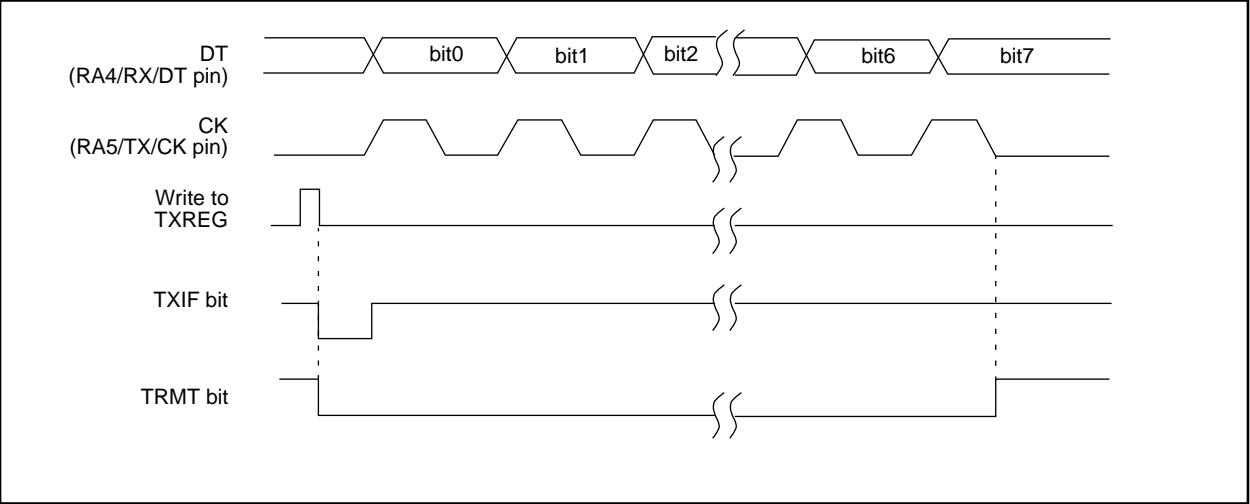 DT
(RA4/RX/DT pin)
bit0 bit1 bit2 bit6 bit7
CK
(RA5/TX/CK pin)
Write to
TXREG
TXIF bit
TRMT bit